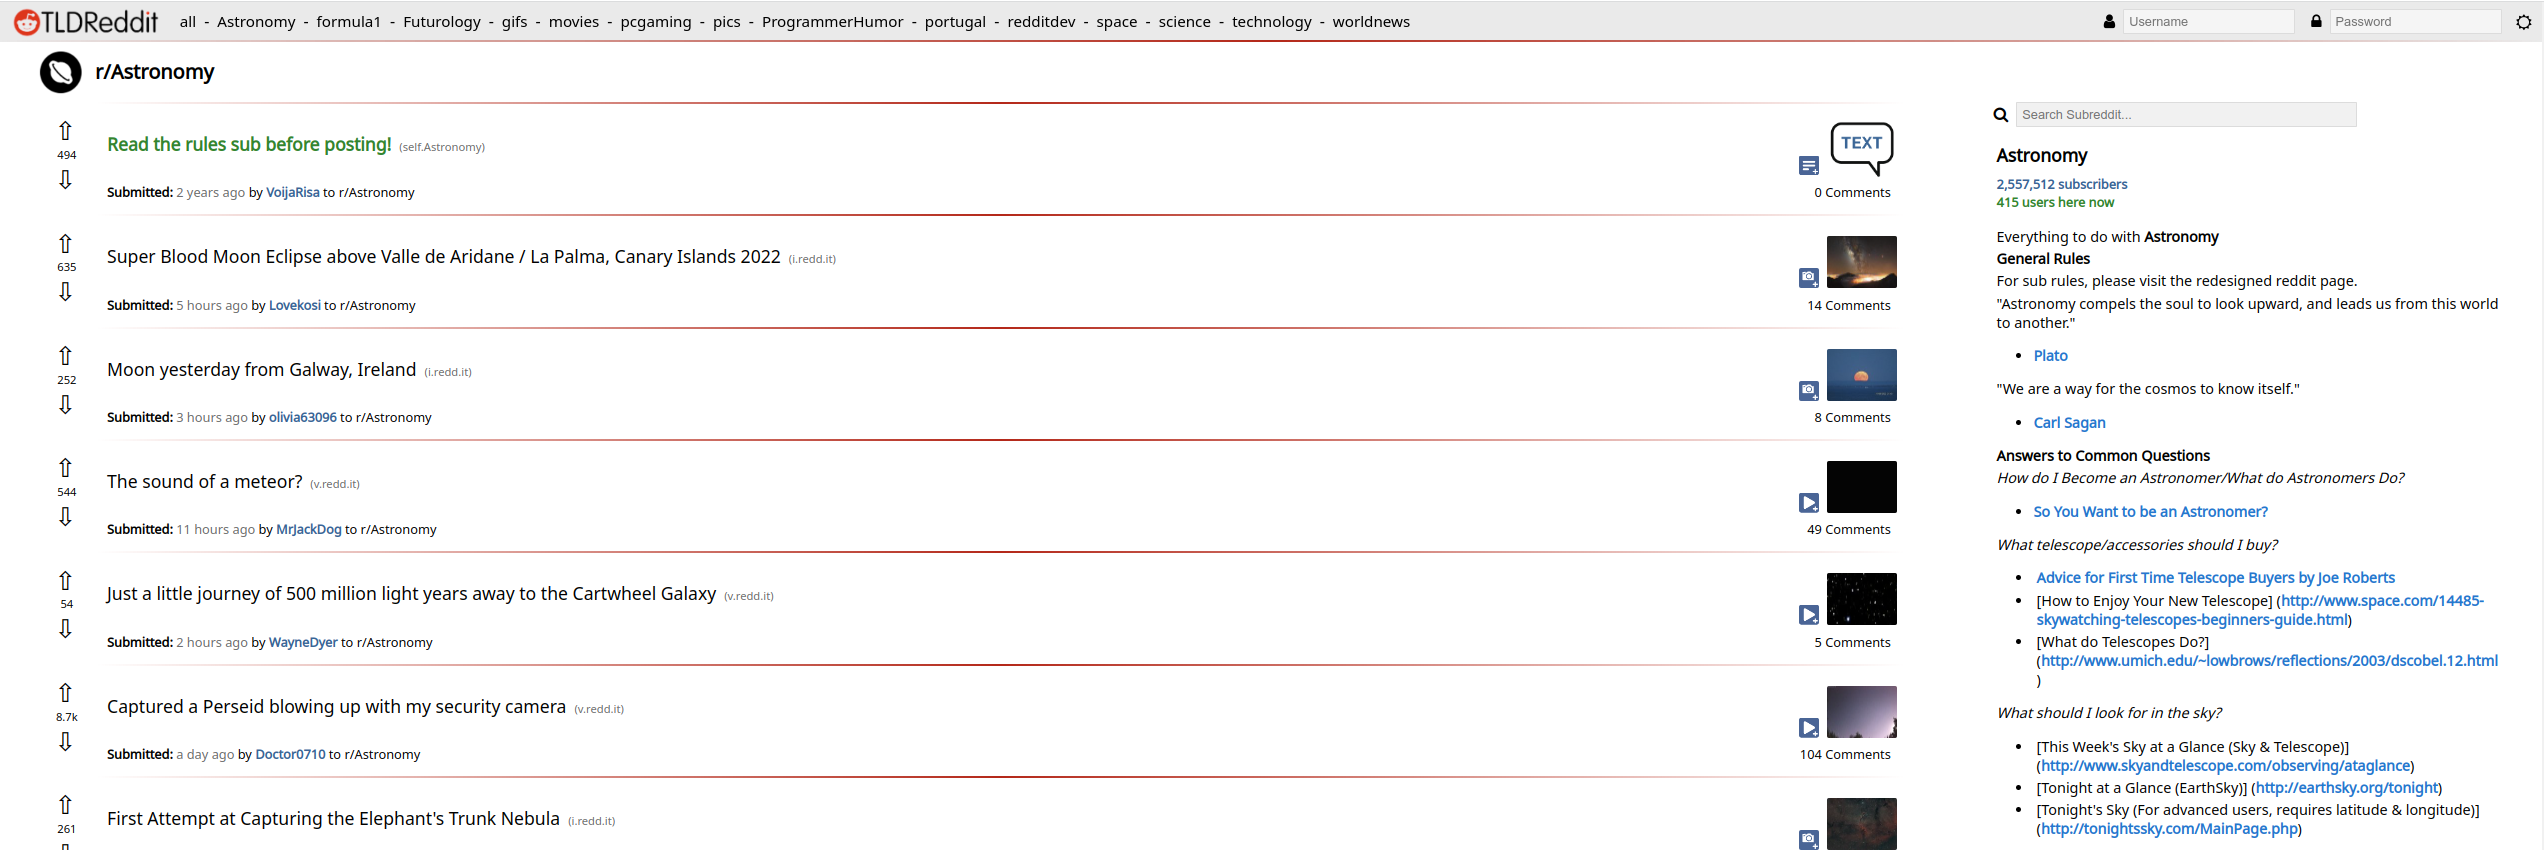 TLDReddit all - Astronomy - formula1 - Futurology - gifs - movies - pcgaming - pics - ProgrammerHumor - portugal - redditdev - space - science - technology - worldnews Username Password
r/Astronomy
494
Read the rules sub before posting! (self.Astronomy)
TEXT
Submitted: 2 years ago by VoijaRisa to r/Astronomy
0 Comments
635
Super Blood Moon Eclipse above Valle de Aridane / La Palma, Canary Islands 2022 (i.redd.it)
Submitted: 5 hours ago by Lovekosi to r/Astronomy
14 Comments
252
Moon yesterday from Galway, Ireland (i.redd.it)
Submitted: 3 hours ago by olivia63096 to r/Astronomy
8 Comments
544
The sound of a meteor? (v.redd.it)
Submitted: 11 hours ago by MrJackDog to r/Astronomy
49 Comments
54
Just a little journey of 500 million light years away to the Cartwheel Galaxy (v.redd.it)
Submitted: 2 hours ago by WayneDyer to r/Astronomy
5 Comments
8.7k
Captured a Perseid blowing up with my security camera (v.redd.it)
Submitted: a day ago by Doctor0710 to r/Astronomy
104 Comments
261
First Attempt at Capturing the Elephant's Trunk Nebula (i.redd.it)
Search Subreddit...
Astronomy
2,557,512 subscribers
415 users here now
Everything to do with Astronomy
General Rules
For sub rules, please visit the redesigned reddit page.
"Astronomy compels the soul to look upward, and leads us from this world
to another."
• Plato
"We are a way for the cosmos to know itself."
• Carl Sagan
Answers to Common Questions
How do I Become an Astronomer/What do Astronomers Do?
• So You Want to be an Astronomer?
What telescope/accessories should I buy?
• Advice for First Time Telescope Buyers by Joe Roberts
• [How to Enjoy Your New Telescope] (http://www.space.com/14485-
skywatching-telescopes-beginners-guide.html)
• [What do Telescopes Do?]
(http://www.umich.edu/~lowbrows/reflections/2003/dscobel.12.html
)
What should I look for in the sky?
• [This Week's Sky at a Glance (Sky & Telescope)]
(http://www.skyandtelescope.com/observing/ataglance)
• [Tonight at a Glance (EarthSky)] (http://earthsky.org/tonight)
• [Tonight's Sky (For advanced users, requires latitude & longitude)]
(http://tonightssky.com/MainPage.php)